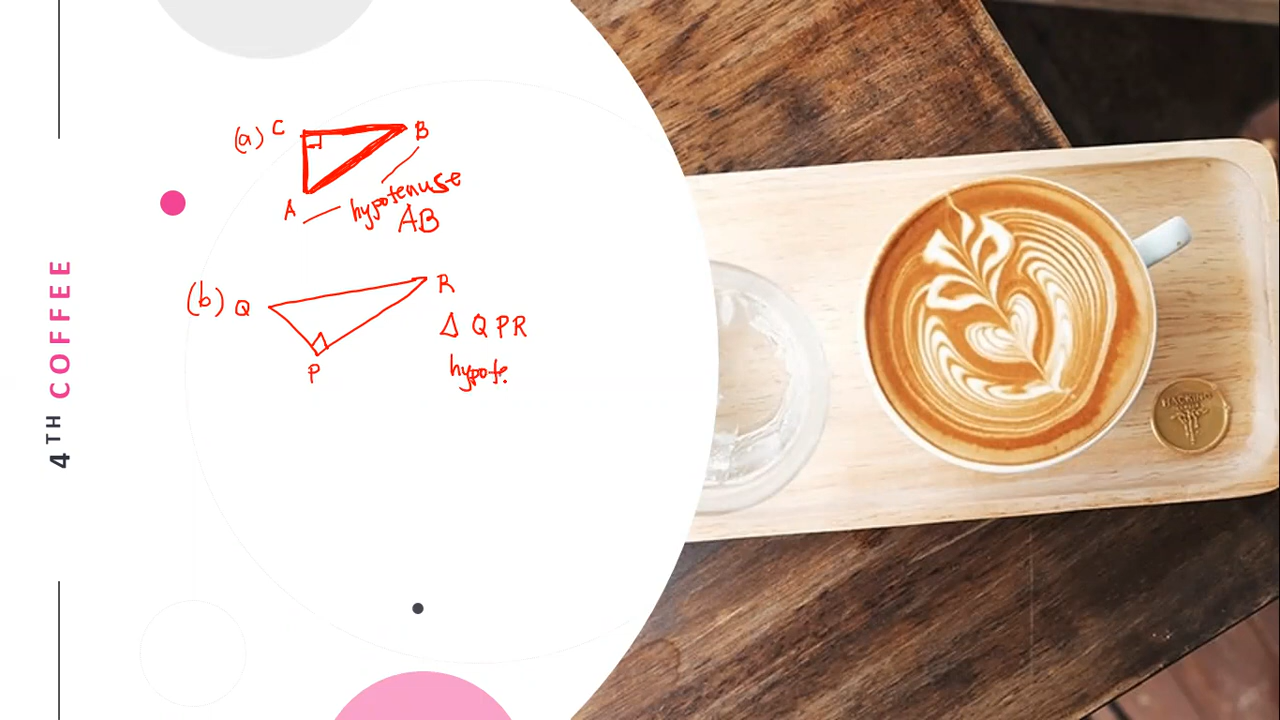 4TH COFFEE
(a) C B
A hypotenuse
AB
(b) Q R
△ QPR
P hypote.